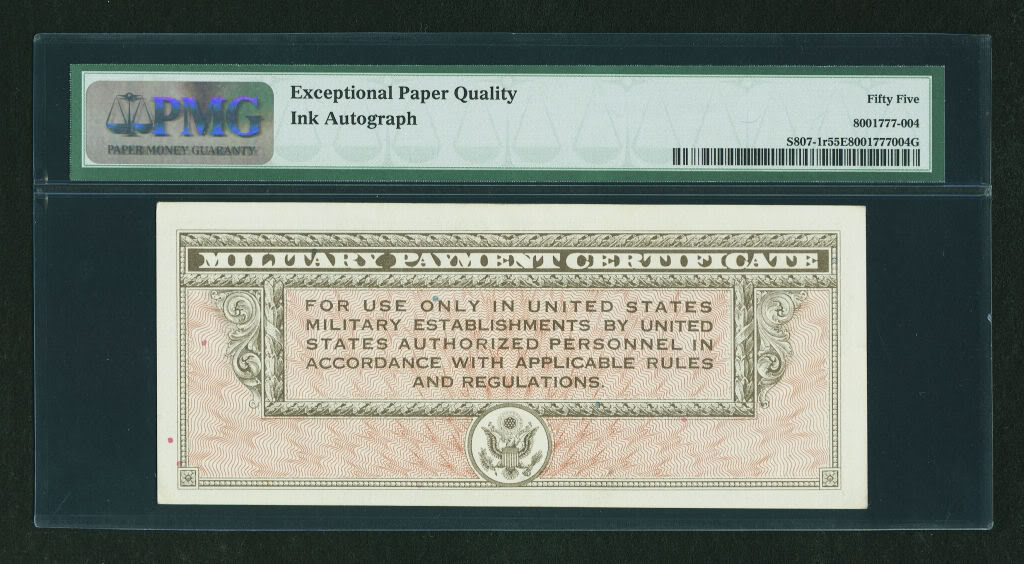 PMG
PAPER MONEY GUARANTY
Exceptional Paper Quality
Ink Autograph
Fifty Five
8001777-004
S807-1r55E8001777004G
MILITARY PAYMENT CERTIFICATE
FOR USE ONLY IN UNITED STATES
MILITARY ESTABLISHMENTS BY UNITED
STATES AUTHORIZED PERSONNEL IN
ACCORDANCE WITH APPLICABLE RULES
AND REGULATIONS.